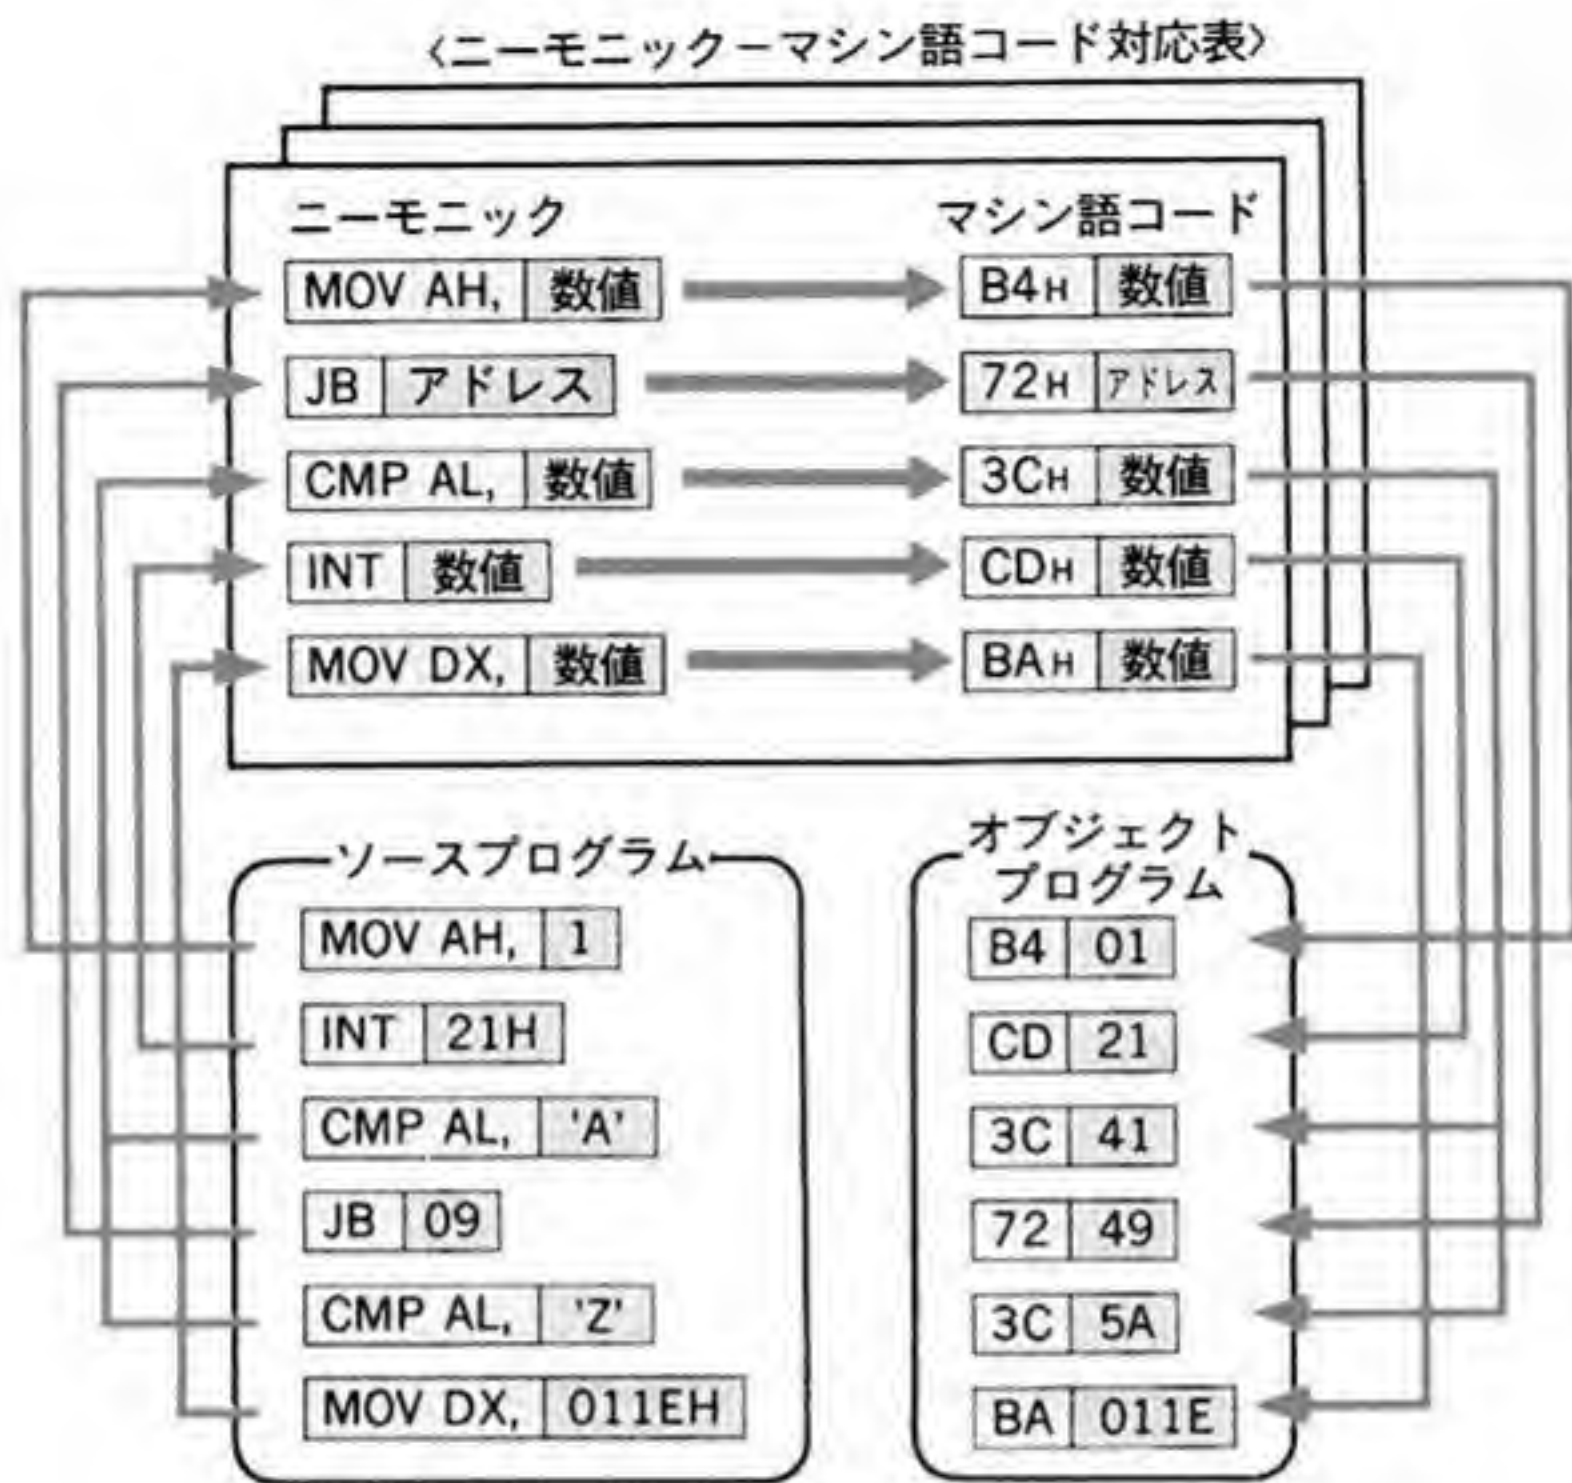 〈ニーモニックーマシン語コード対応表〉
ニーモニック マシン語コード
MOV AH, 数値 B4H 数値
JB アドレス 72H アドレス
CMP AL, 数値 3CH 数値
INT 数値 CDH 数値
MOV DX, 数値 BAH 数値
ソースプログラム
MOV AH, 1
INT 21H
CMP AL, 'A'
JB 09
CMP AL, 'Z'
MOV DX, 011EH
オブジェクト
プログラム
B4 01
CD 21
3C 41
72 49
3C 5A
BA 011E